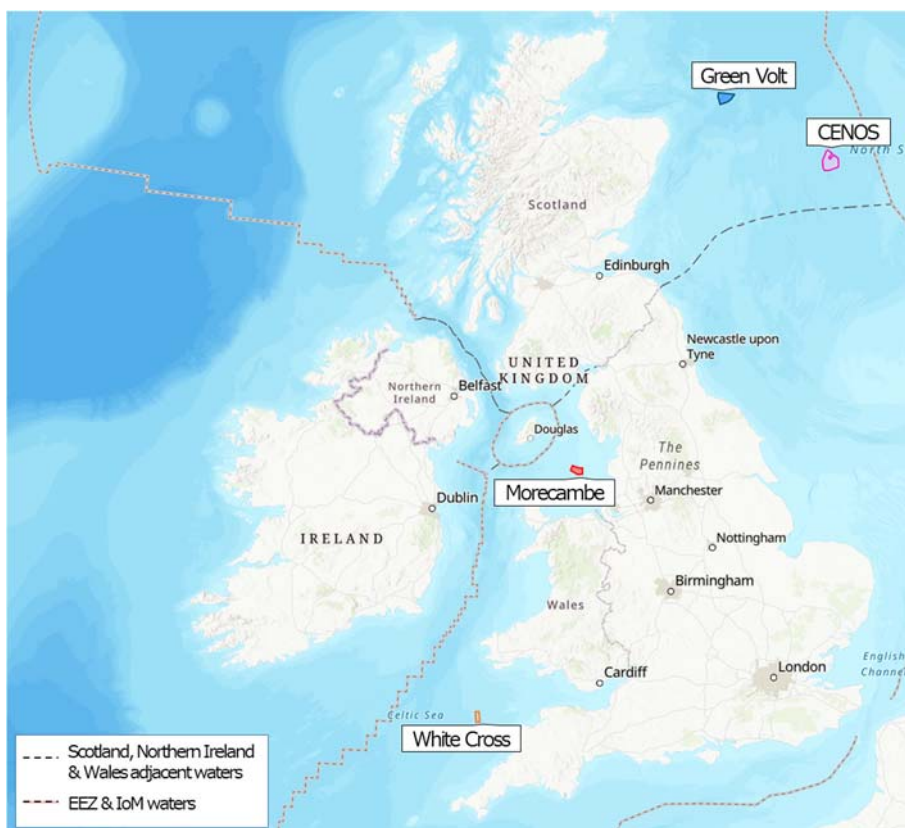 Green Volt
CENOS
North S
Scotland
Edinburgh
Newcastle upon
Tyne
UNITED
KINGDOM
Northern
Ireland
Belfast
Douglas
The
Pennines
Morecambe
Manchester
Dublin
IRELAND
Nottingham
Birmingham
Wales
English
Channel
London
Cardiff
Celtic Sea
White Cross
Scotland, Northern Ireland
& Wales adjacent waters
EEZ & IoM waters